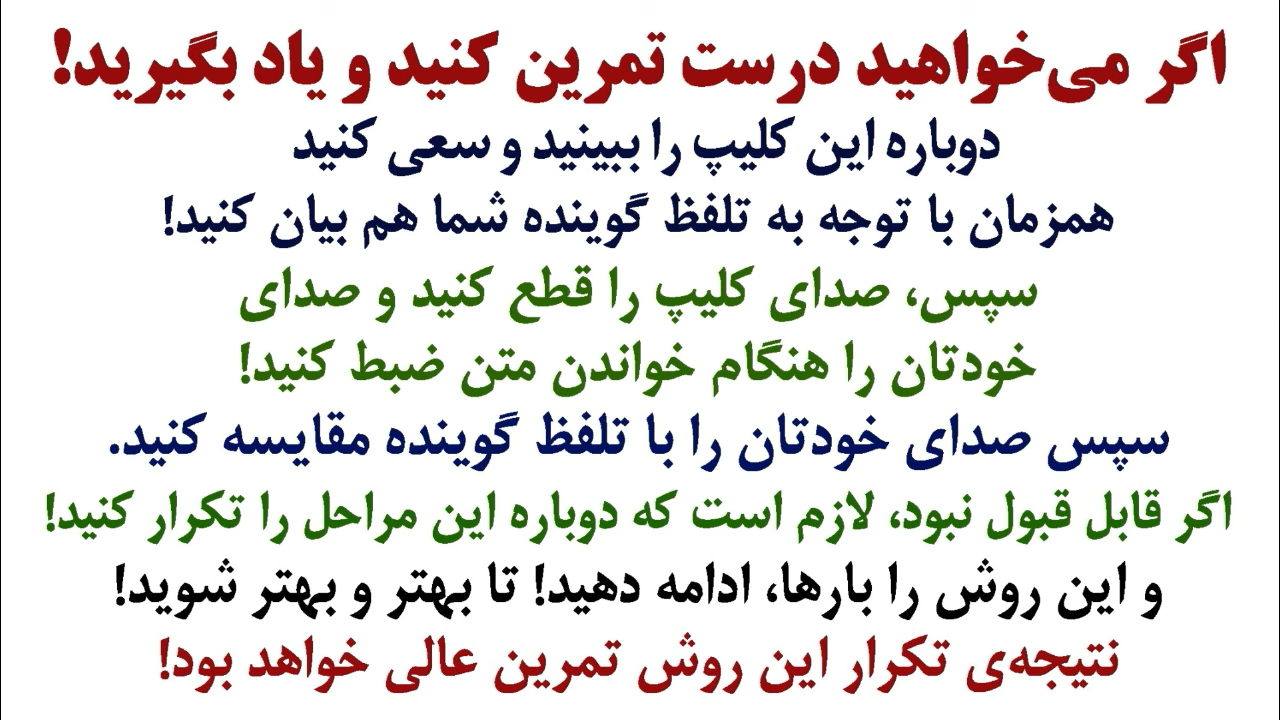 اگر می‌خواهید درست تمرین کنید و یاد بگیرید!
دوباره این کلیپ را ببینید و سعی کنید
همزمان با توجه به تلفظ گوینده شما هم بیان کنید!
سپس، صدای کلیپ را قطع کنید و صدای
خودتان را هنگام خواندن متن ضبط کنید!
سپس صدای خودتان را با تلفظ گوینده مقایسه کنید.
اگر قابل قبول نبود، لازم است که دوباره این مراحل را تکرار کنید!
و این روش را بارها، ادامه دهید! تا بهتر و بهتر شوید!
نتیجه‌ی تکرار این روش تمرین عالی خواهد بود!